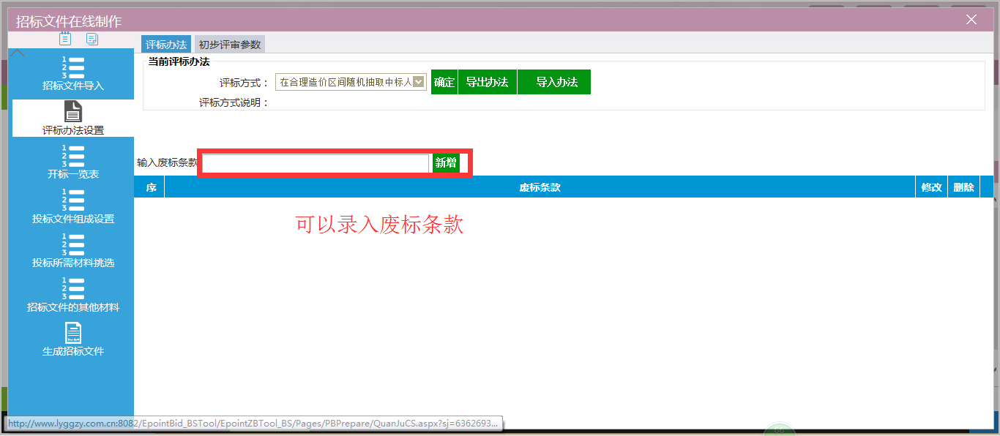 招标文件在线制作
评标办法
初步评审参数
招标文件导入
评标办法设置
开标一览表
投标文件组成设置
投标所需材料挑选
招标文件的其他材料
生成招标文件
当前评标办法
评标方式：
在合理造价区间随机抽取中标人
确定
导出办法
导入办法
评标方式说明：
输入废标条款
新增
序
废标条款
修改
删除
可以录入废标条款
http://www.lyggzy.com.cn:8082/EpointBid_BSTool/EpointZBTool_BS/Pages/PBPrepare/QuanJuCS.aspx?sj=6362693...